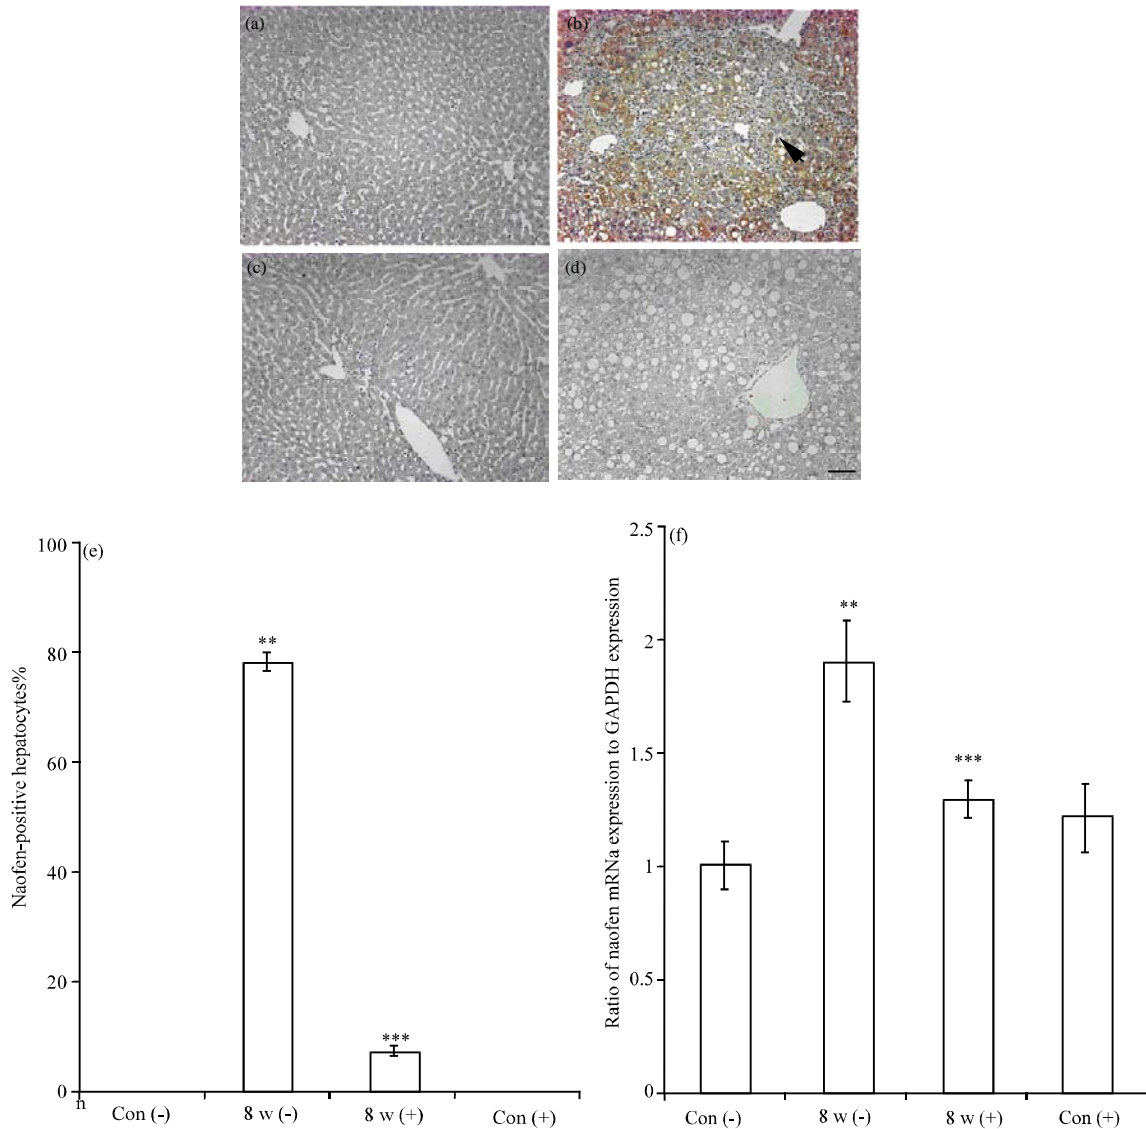 (a)
(b)
(c)
(d)
(e)
100
80
60
40
20
0
n
Naofen-positive hepatocytes%
**
***
Con (-)
8 w (-)
8 w (+)
Con (+)
(f)
2.5
2
1.5
1
0.5
0
Ratio of naofen mRNa expression to GAPDH expression
**
***
Con (-)
8 w (-)
8 w (+)
Con (+)